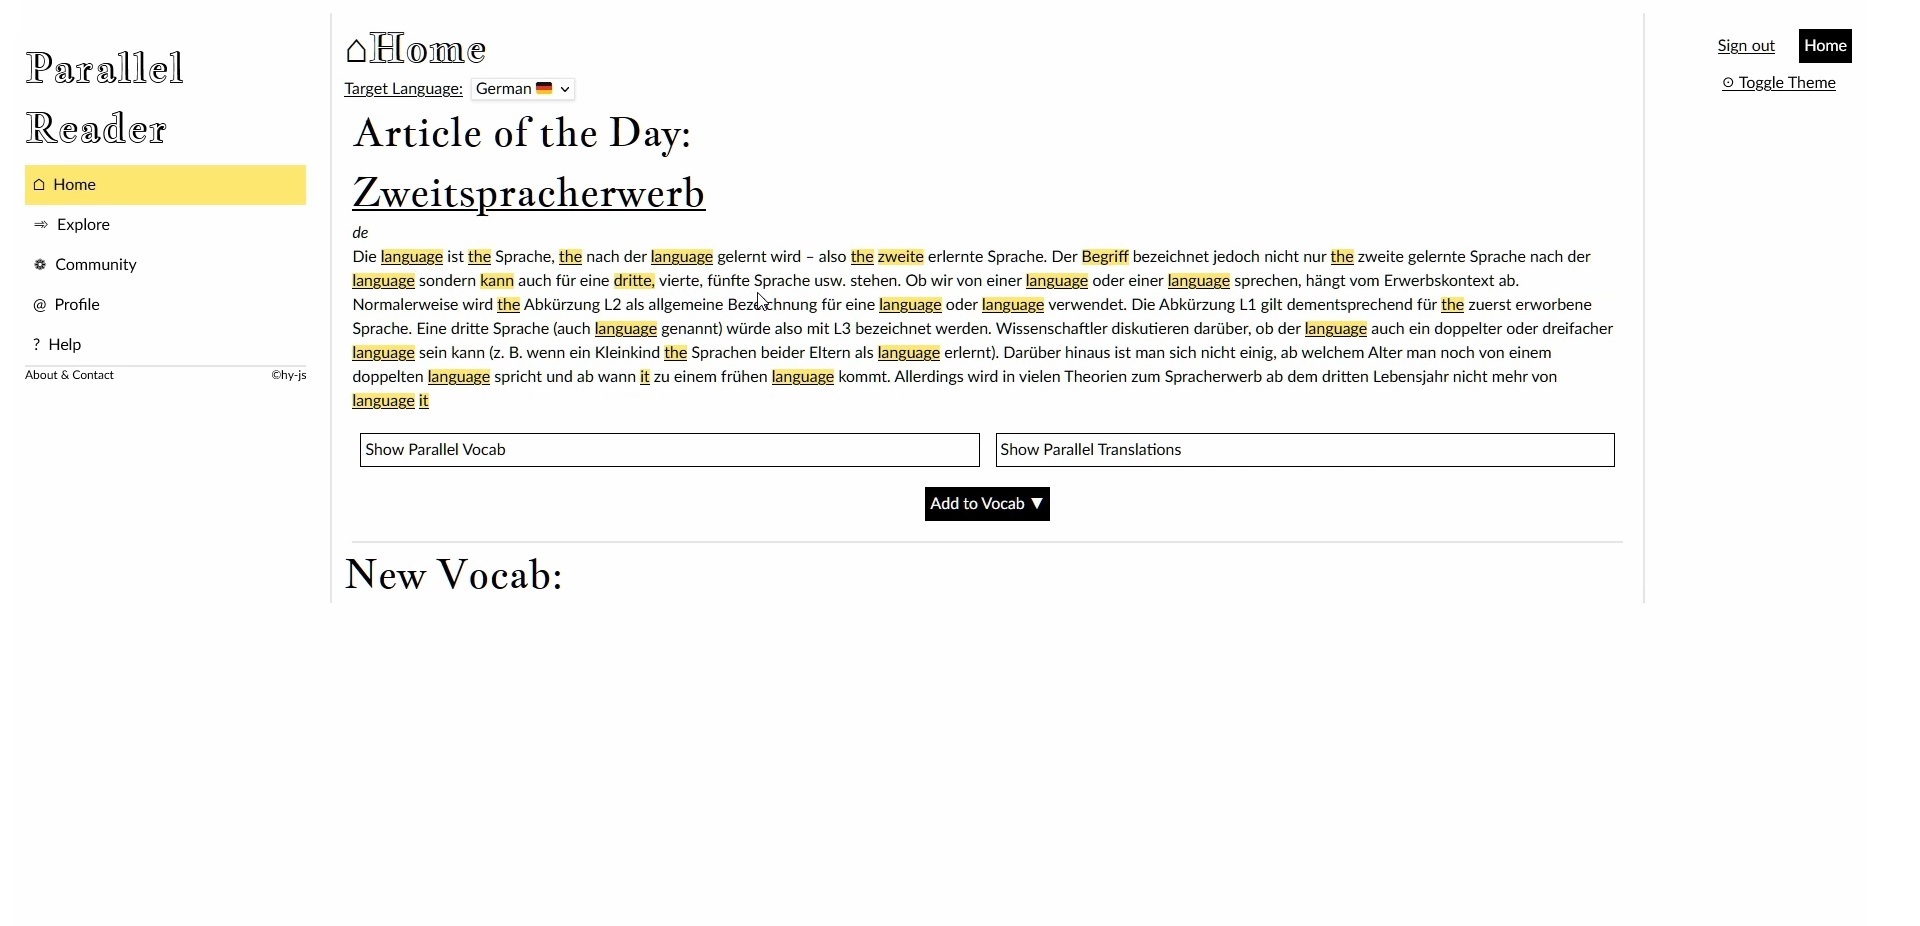 Parallel
Reader
⌂ Home
⇒ Explore
❁ Community
@ Profile
? Help
About & Contact ©hy-js
⌂Home
Target Language: German 🇩🇪
Article of the Day:
Zweitspracherwerb
de
Die language ist the Sprache, the nach der language gelernt wird – also the zweite erlernte Sprache. Der Begriff bezeichnet jedoch nicht nur the zweite gelernte Sprache nach der
language sondern kann auch für eine dritte, vierte, fünfte Sprache usw. stehen. Ob wir von einer language oder einer language sprechen, hängt vom Erwerbskontext ab.
Normalerweise wird the Abkürzung L2 als allgemeine Bezeichnung für eine language oder language verwendet. Die Abkürzung L1 gilt dementsprechend für the zuerst erworbene
Sprache. Eine dritte Sprache (auch language genannt) würde also mit L3 bezeichnet werden. Wissenschaftler diskutieren darüber, ob der language auch ein doppelter oder dreifacher
language sein kann (z. B. wenn ein Kleinkind the Sprachen beider Eltern als language erlernt). Darüber hinaus ist man sich nicht einig, ab welchem Alter man noch von einem
doppelten language spricht und ab wann it zu einem frühen language kommt. Allerdings wird in vielen Theorien zum Spracherwerb ab dem dritten Lebensjahr nicht mehr von
language it
Show Parallel Vocab
Show Parallel Translations
Add to Vocab ▼
New Vocab:
Sign out Home
⊙ Toggle Theme